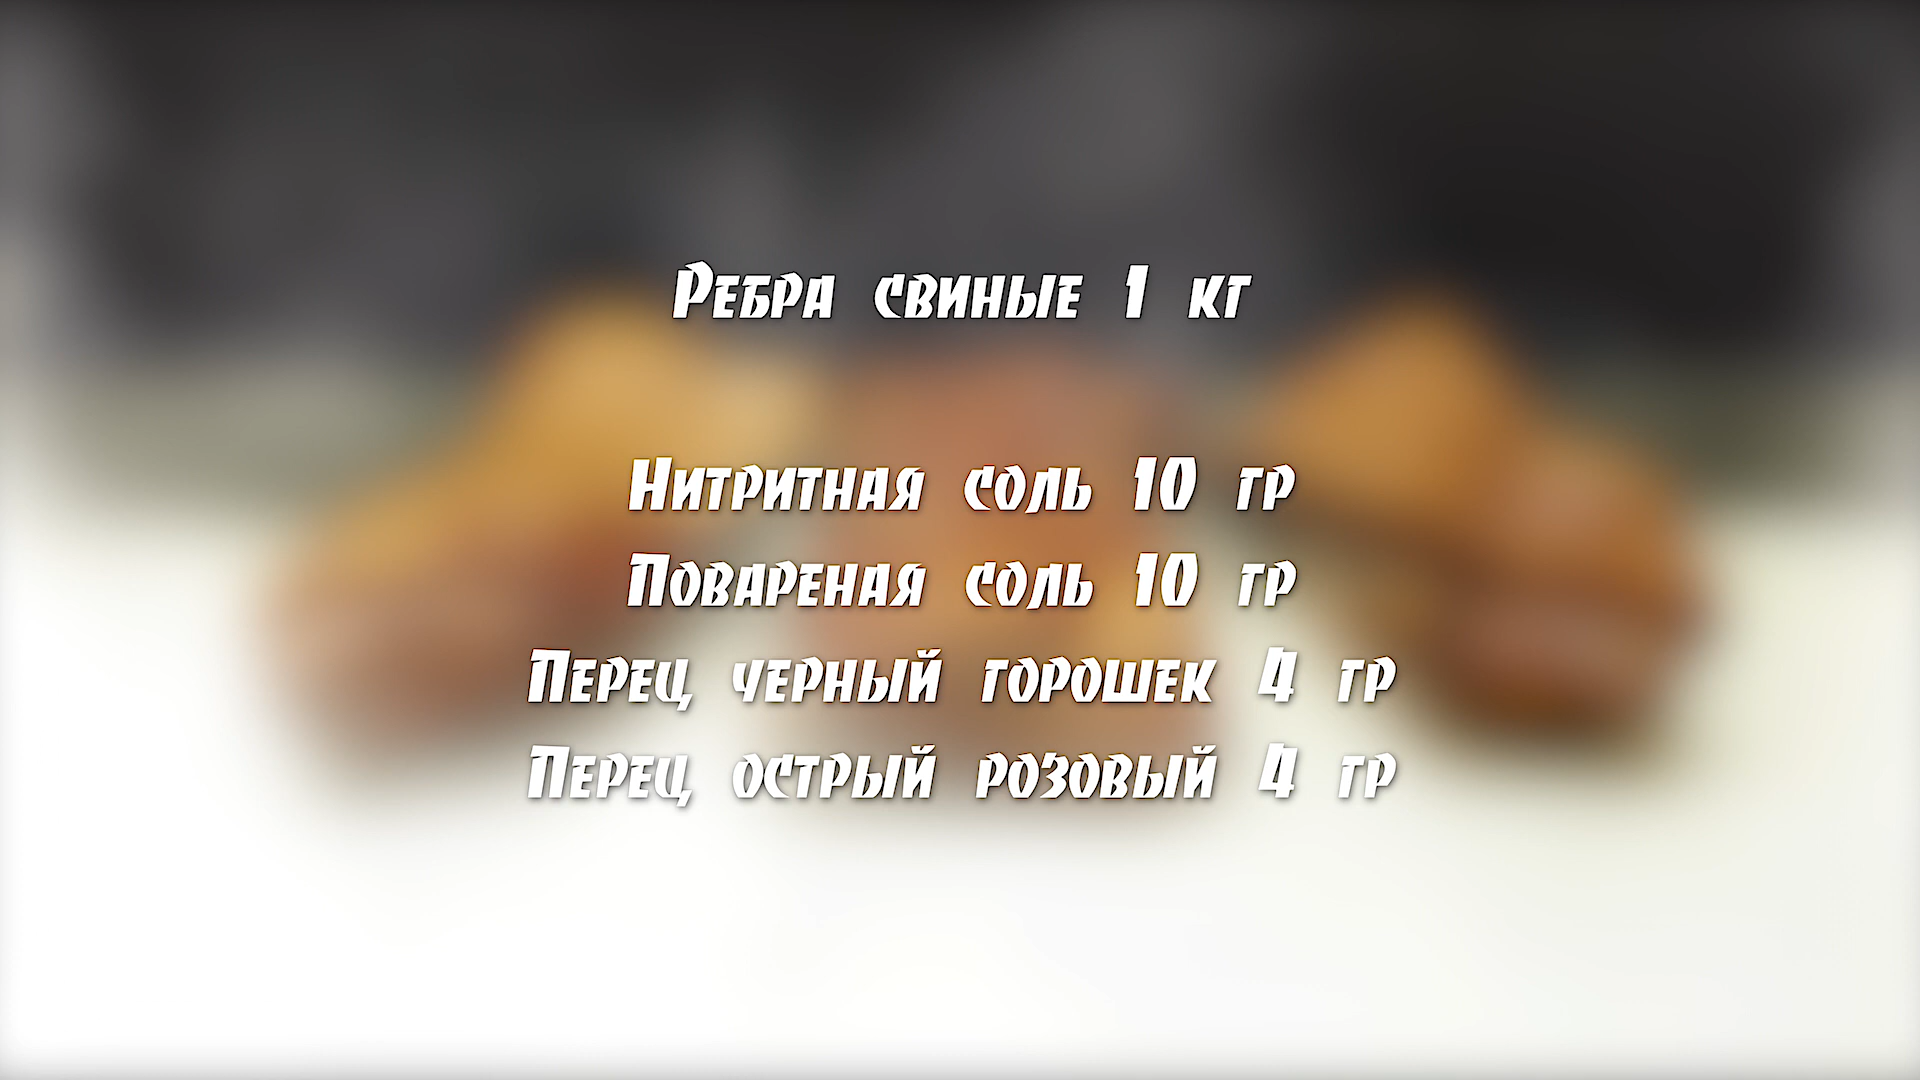 Ребра свиные 1 кг
Нитритная соль 10 гр
Повареная соль 10 гр
Перец черный горошек 4 гр
Перец острый розовый 4 гр